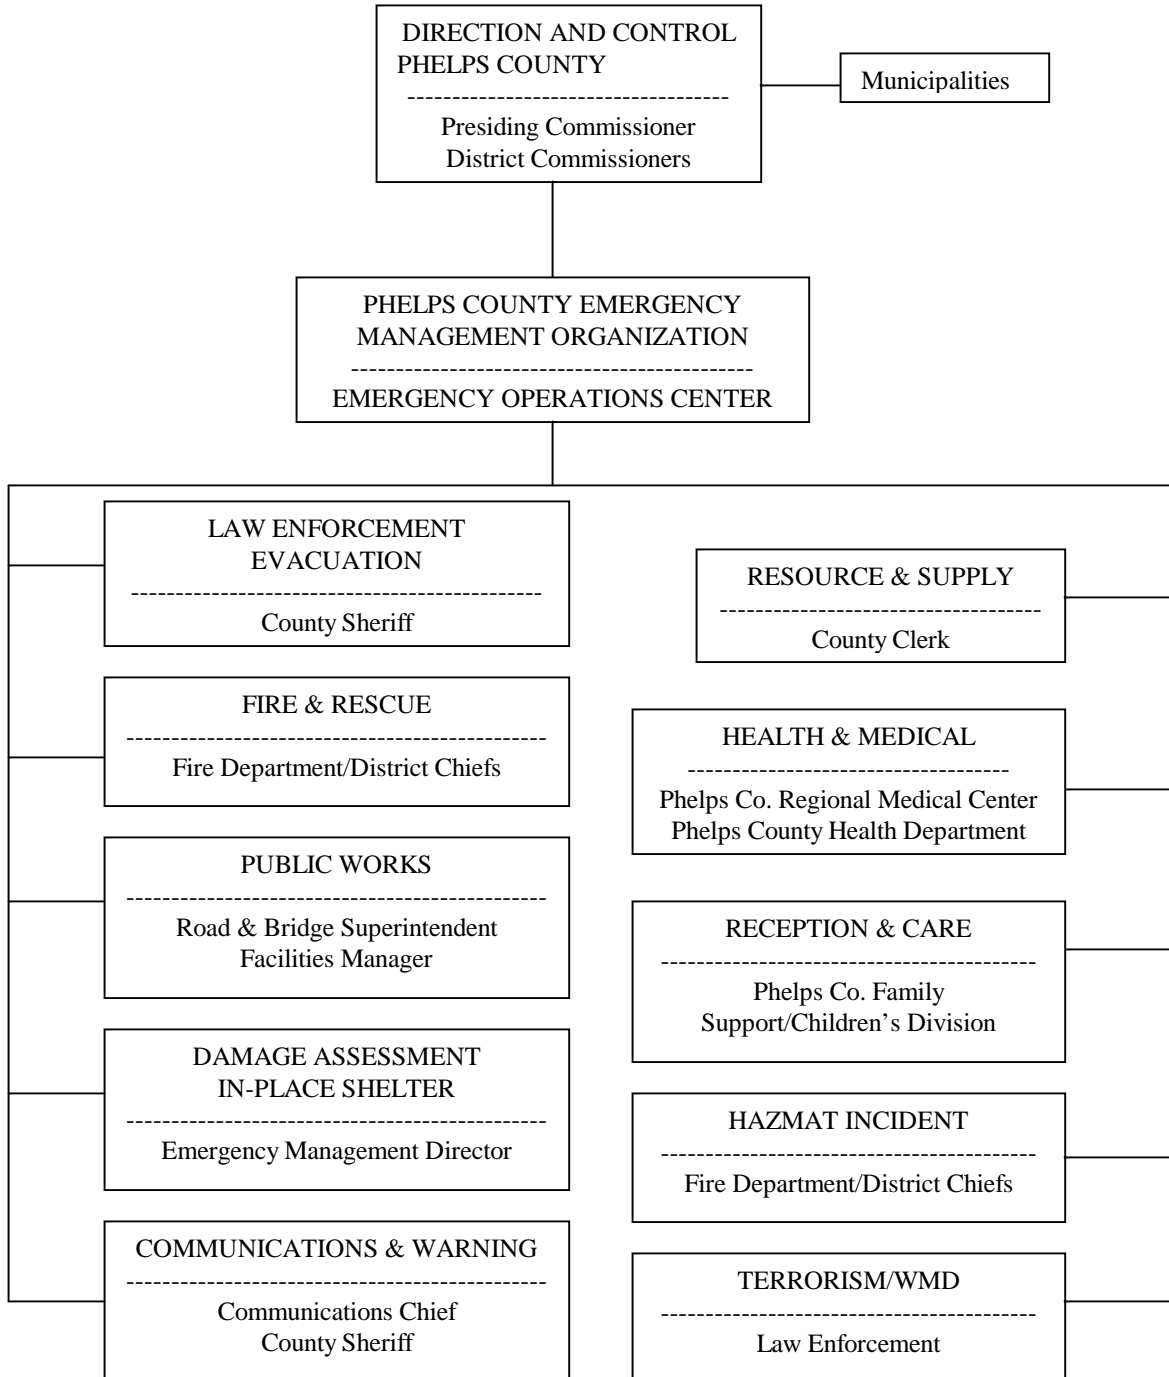 DIRECTION AND CONTROL
PHELPS COUNTY
------------------------------------
Presiding Commissioner
District Commissioners
Municipalities
PHELPS COUNTY EMERGENCY
MANAGEMENT ORGANIZATION
---------------------------------------------
EMERGENCY OPERATIONS CENTER
LAW ENFORCEMENT
EVACUATION
----------------------------------------------
County Sheriff
FIRE & RESCUE
-----------------------------------------------
Fire Department/District Chiefs
PUBLIC WORKS
-----------------------------------------------
Road & Bridge Superintendent
Facilities Manager
DAMAGE ASSESSMENT
IN-PLACE SHELTER
-----------------------------------------------
Emergency Management Director
COMMUNICATIONS & WARNING
-----------------------------------------------
Communications Chief
County Sheriff
RESOURCE & SUPPLY
------------------------------------
County Clerk
HEALTH & MEDICAL
------------------------------------
Phelps Co. Regional Medical Center
Phelps County Health Department
RECEPTION & CARE
------------------------------------------
Phelps Co. Family
Support/Children’s Division
HAZMAT INCIDENT
------------------------------------------
Fire Department/District Chiefs
TERRORISM/WMD
------------------------------------------
Law Enforcement